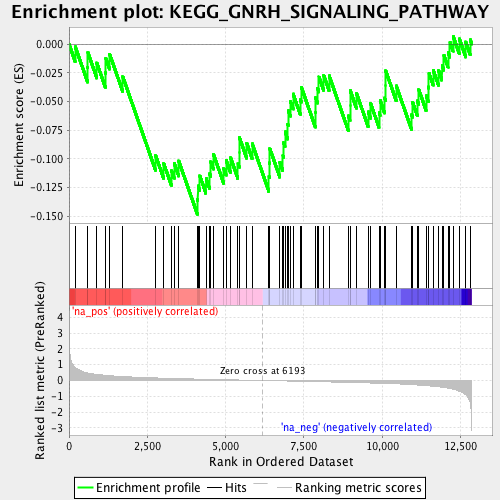 Enrichment plot: KEGG_GNRH_SIGNALING_PATHWAY
Enrichment score (ES)
0.000
-0.025
-0.050
-0.075
-0.100
-0.125
-0.150
'na_pos' (positively correlated)
Ranked list metric (PreRanked)
4
3
2
1
0
-1
-2
-3
Zero cross at 6193
'na_neg' (negatively correlated)
0
2,500
5,000
7,500
10,000
12,500
Rank in Ordered Dataset
Enrichment profile
Hits
Ranking metric scores